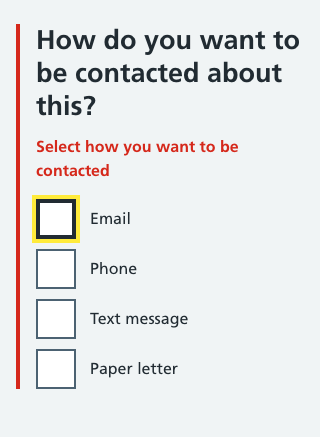 How do you want to
be contacted about
this?
Select how you want to be
contacted
Email
Phone
Text message
Paper letter